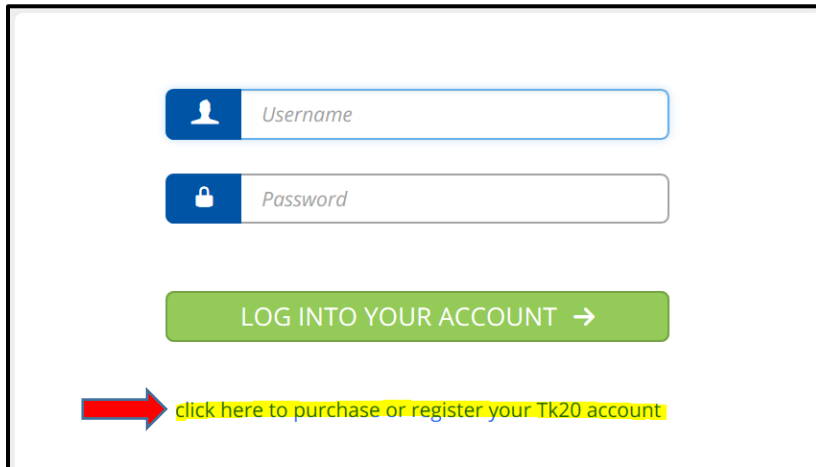 Username
Password
LOG INTO YOUR ACCOUNT →
click here to purchase or register your Tk20 account